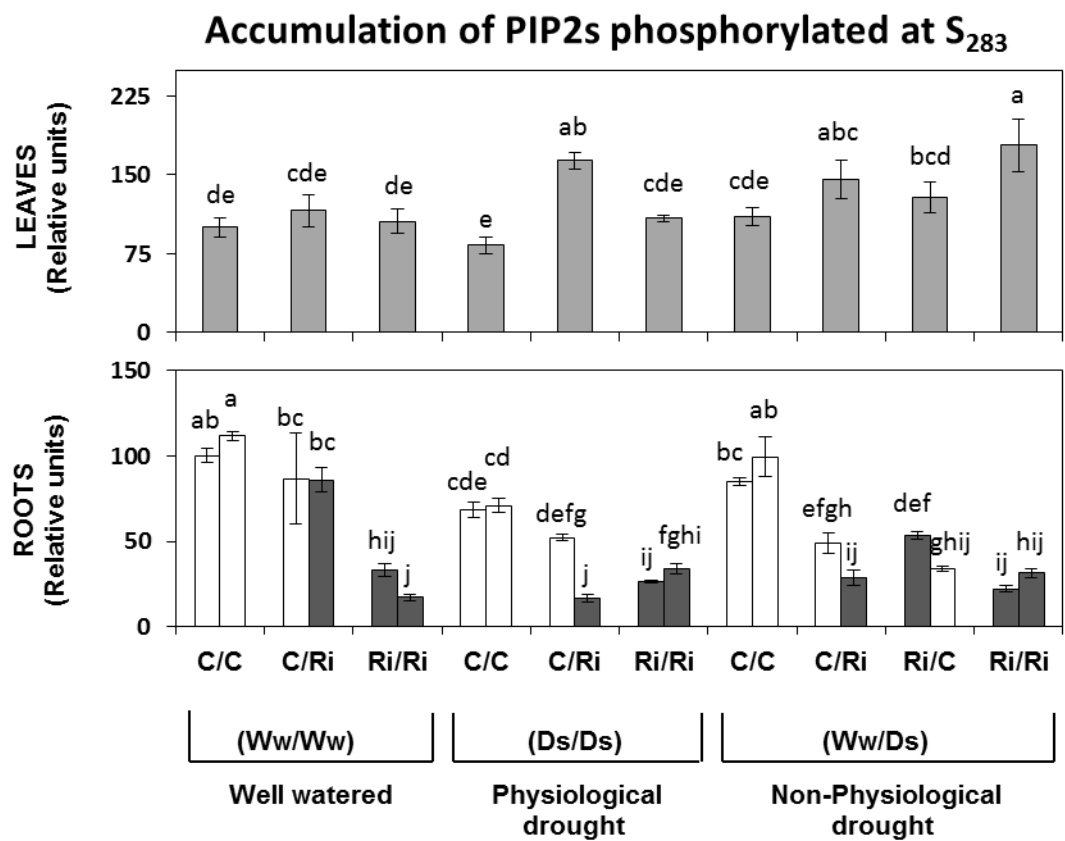 Accumulation of PIP2s phosphorylated at S283
LEAVES
(Relative units)
225
150
75
0
de
cde
de
e
ab
cde
cde
abc
bcd
a
ROOTS
(Relative units)
150
100
50
0
ab a
bc bc
hij j
cde cd
defg j
ij fghi
bc ab
efgh ij
def ghij
ij hij
C/C C/Ri Ri/Ri C/C C/Ri Ri/Ri C/C C/Ri Ri/C Ri/Ri
(Ww/Ww) (Ds/Ds) (Ww/Ds)
Well watered
Physiological
drought
Non-Physiological
drought